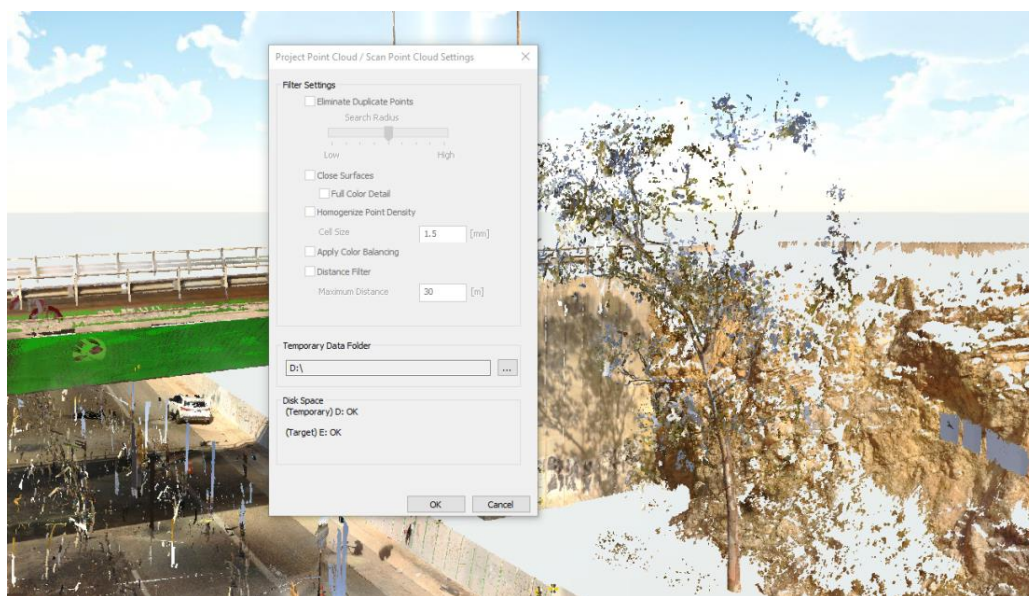 Project Point Cloud / Scan Point Cloud Settings
Filter Settings
Eliminate Duplicate Points
Search Radius
Low High
Close Surfaces
Full Color Detail
Homogenize Point Density
Cell Size 1.5 [mm]
Apply Color Balancing
Distance Filter
Maximum Distance 30 [m]
Temporary Data Folder
D:\ ...
Disk Space
(Temporary) D: OK
(Target) E: OK
OK Cancel